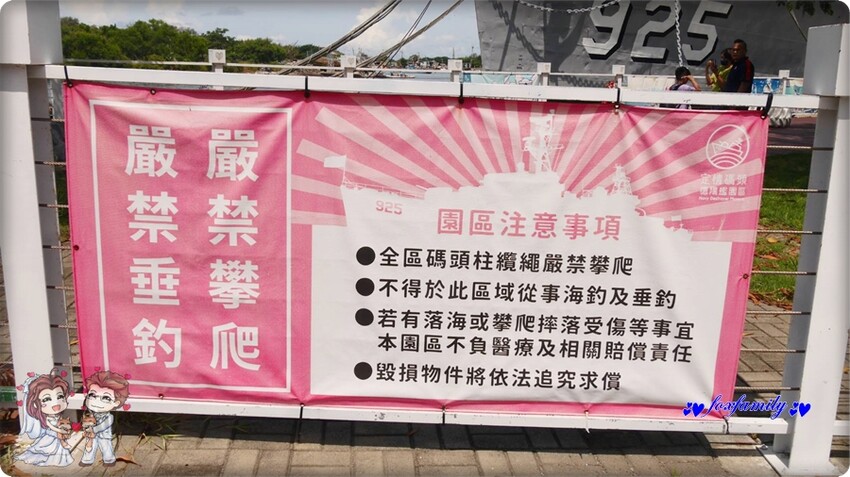 925
嚴禁攀爬
嚴禁垂釣
925
園區注意事項
●全區碼頭柱纜繩嚴禁攀爬
●不得於此區域從事海釣及垂釣
●若有落海或攀爬摔落受傷等事宜
本園區不負醫療及相關賠償責任
●毀損物件將依法追究求償
foxfamily